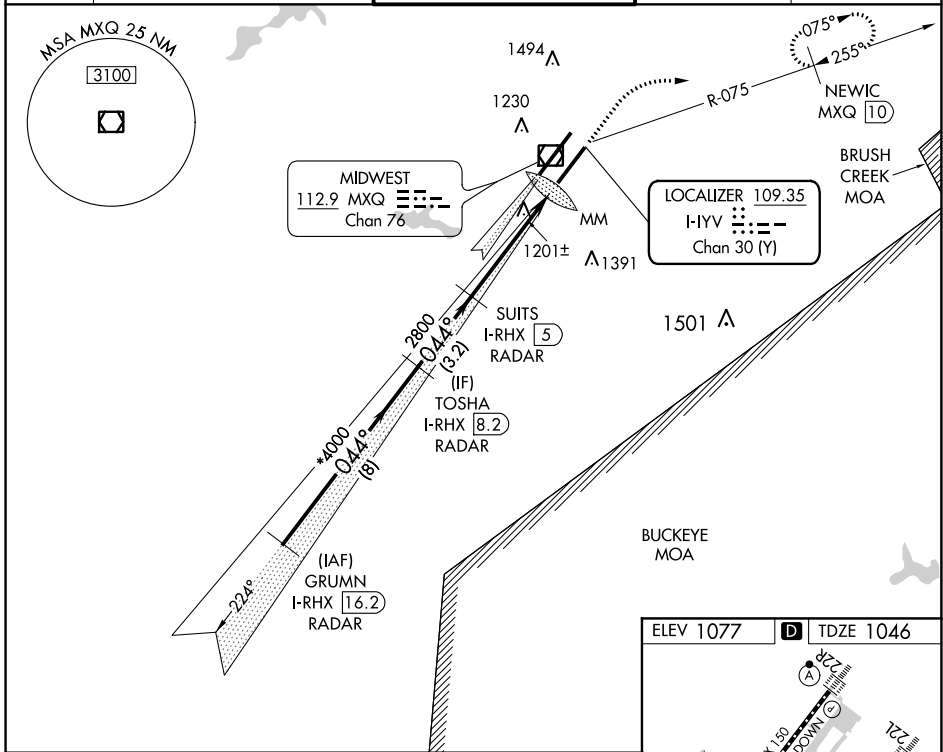 MSA MXQ 25 NM
3100
1494
1230
075°
255°
R-075
NEWIC
MXQ 10
BRUSH
CREEK
MOA
MIDWEST
112.9 MXQ
Chan 76
LOCALIZER 109.35
I-IYV
Chan 30 (Y)
MM
1201±
1391
1501
SUITS
I-RHX 5
RADAR
2800
044°
(3.2)
(IF)
TOSHA
I-RHX 8.2
RADAR
*4000
044°
(8)
(IAF)
GRUMN
I-RHX 16.2
RADAR
224°
BUCKEYE
MOA
ELEV 1077 D TDZE 1046
22R
A
P
X 150
DOWN
22L